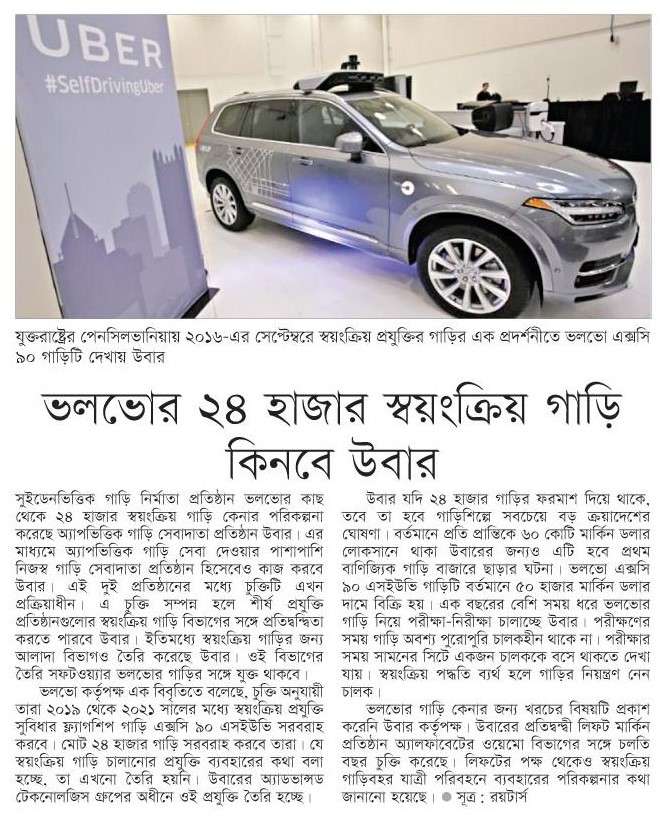 UBER
#SelfDrivingUber
যুক্তরাষ্ট্রের পেনসিলভানিয়ায় ২০১৬-এর সেপ্টেম্বরে স্বয়ংক্রিয় প্রযুক্তির গাড়ির এক প্রদর্শনীতে ভলভো এক্সসি
৯০ গাড়িটি দেখায় উবার
ভলভোর ২৪ হাজার স্বয়ংক্রিয় গাড়ি
কিনবে উবার
সুইডেনভিত্তিক গাড়ি নির্মাতা প্রতিষ্ঠান ভলভোর কাছ
থেকে ২৪ হাজার স্বয়ংক্রিয় গাড়ি কেনার পরিকল্পনা
করেছে অ্যাপভিত্তিক গাড়ি সেবাদাতা প্রতিষ্ঠান উবার। এর
মাধ্যমে অ্যাপভিত্তিক গাড়ি সেবা দেওয়ার পাশাপাশি
নিজস্ব গাড়ি সেবাদাতা প্রতিষ্ঠান হিসেবেও কাজ করবে
উবার। এই দুই প্রতিষ্ঠানের মধ্যে চুক্তিটি এখন
প্রক্রিয়াধীন। এ চুক্তি সম্পন্ন হলে শীর্ষ প্রযুক্তি
প্রতিষ্ঠানগুলোর স্বয়ংক্রিয় গাড়ি বিভাগের সঙ্গে প্রতিদ্বন্দ্বিতা
করতে পারবে উবার। ইতিমধ্যে স্বয়ংক্রিয় গাড়ির জন্য
আলাদা বিভাগও তৈরি করেছে উবার। ওই বিভাগের
তৈরি সফটওয়্যার ভলভোর গাড়ির সঙ্গে যুক্ত থাকবে।
ভলভো কর্তৃপক্ষ এক বিবৃতিতে বলেছে, চুক্তি অনুযায়ী
তারা ২০১৯ থেকে ২০২১ সালের মধ্যে স্বয়ংক্রিয় প্রযুক্তি
সুবিধার ফ্ল্যাগশিপ গাড়ি এক্সসি ৯০ এসইউভি সরবরাহ
করবে। মোট ২৪ হাজার গাড়ি সরবরাহ করবে তারা। যে
স্বয়ংক্রিয় গাড়ি চালানোর প্রযুক্তি ব্যবহারের কথা বলা
হচ্ছে, তা এখনো তৈরি হয়নি। উবারের অ্যাডভান্সড
টেকনোলজিস গ্রুপের অধীনে ওই প্রযুক্তি তৈরি হচ্ছে।
উবার যদি ২৪ হাজার গাড়ির ফরমাশ দিয়ে থাকে,
তবে তা হবে গাড়িশিল্পে সবচেয়ে বড় ক্রয়াদেশের
ঘোষণা। বর্তমানে প্রতি প্রান্তিকে ৬০ কোটি মার্কিন ডলার
লোকসানে থাকা উবারের জন্যও এটি হবে প্রথম
বাণিজ্যিক গাড়ি বাজারে ছাড়ার ঘটনা। ভলভো এক্সসি
৯০ এসইউভি গাড়িটি বর্তমানে ৫০ হাজার মার্কিন ডলার
দামে বিক্রি হয়। এক বছরের বেশি সময় ধরে ভলভোর
গাড়ি নিয়ে পরীক্ষা-নিরীক্ষা চালাচ্ছে উবার। পরীক্ষণের
সময় গাড়ি অবশ্য পুরোপুরি চালকহীন থাকে না। পরীক্ষার
সময় সামনের সিটে একজন চালককে বসে থাকতে দেখা
যায়। স্বয়ংক্রিয় পদ্ধতি ব্যর্থ হলে গাড়ির নিয়ন্ত্রণ নেন
চালক।
ভলভোর গাড়ি কেনার জন্য খরচের বিষয়টি প্রকাশ
করেনি উবার কর্তৃপক্ষ। উবারের প্রতিদ্বন্দ্বী লিফট মার্কিন
প্রতিষ্ঠান অ্যালফাবেটের ওয়েমো বিভাগের সঙ্গে চলতি
বছর চুক্তি করেছে। লিফটের পক্ষ থেকেও স্বয়ংক্রিয়
গাড়িবহর যাত্রী পরিবহনে ব্যবহারের পরিকল্পনার কথা
জানানো হয়েছে। ● সূত্র : রয়টার্স